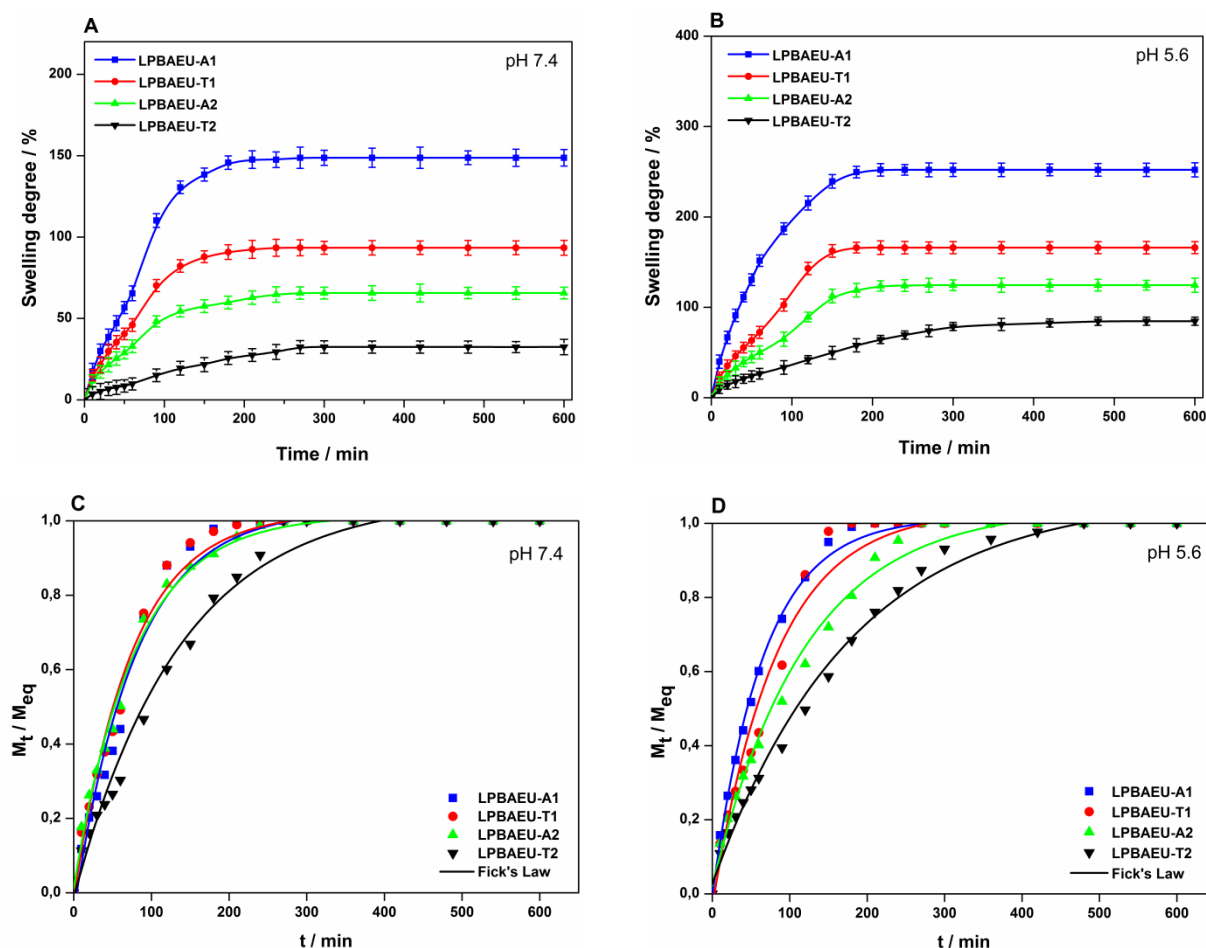 A
pH 7.4
LPBAEU-A1
LPBAEU-T1
LPBAEU-A2
LPBAEU-T2
200
150
100
50
0
Swelling degree / %
0 100 200 300 400 500 600
Time / min
B
pH 5.6
LPBAEU-A1
LPBAEU-T1
LPBAEU-A2
LPBAEU-T2
400
300
200
100
0
Swelling degree / %
0 100 200 300 400 500 600
Time / min
C
pH 7.4
1,0
0,8
0,6
0,4
0,2
0,0
Mt / Meq
LPBAEU-A1
LPBAEU-T1
LPBAEU-A2
LPBAEU-T2
Fick's Law
0 100 200 300 400 500 600
t / min
D
pH 5.6
1,0
0,8
0,6
0,4
0,2
0,0
Mt / Meq
LPBAEU-A1
LPBAEU-T1
LPBAEU-A2
LPBAEU-T2
Fick's Law
0 100 200 300 400 500 600
t / min